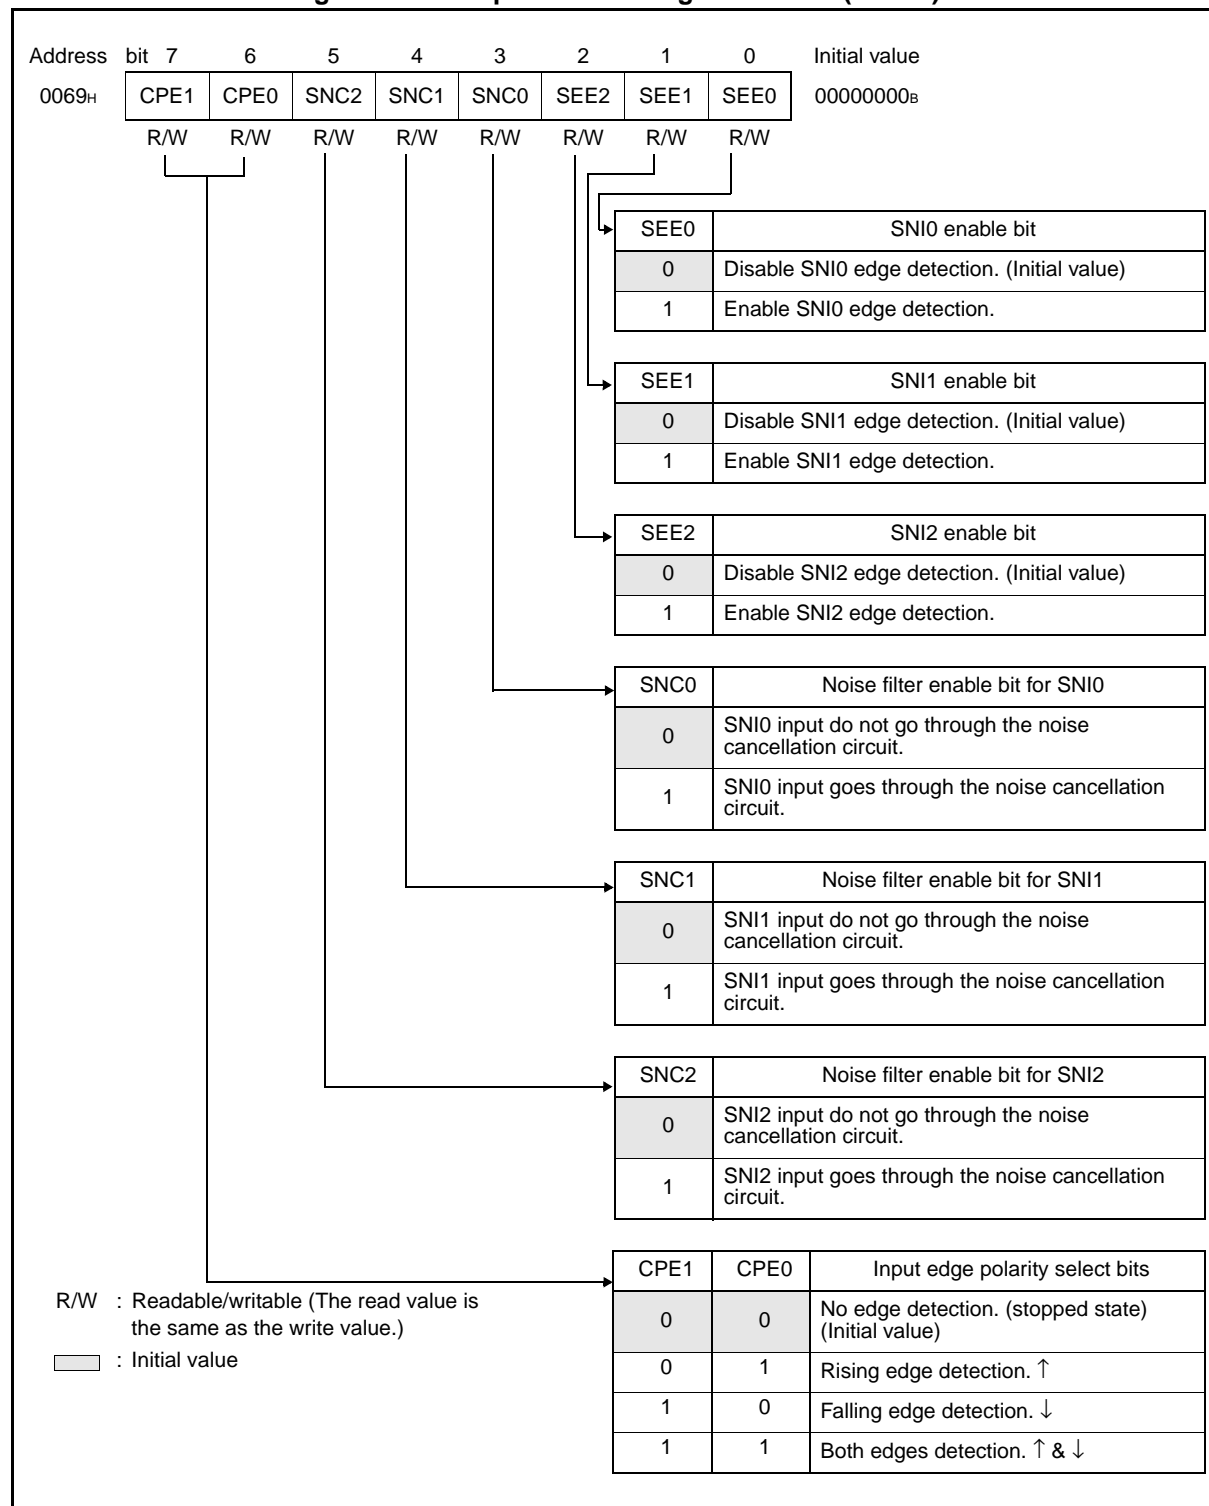 Address bit 7 6 5 4 3 2 1 0 Initial value
0069H CPE1 CPE0 SNC2 SNC1 SNC0 SEE2 SEE1 SEE0 00000000B
R/W R/W R/W R/W R/W R/W R/W R/W
SEE0 SNI0 enable bit
0 Disable SNI0 edge detection. (Initial value)
1 Enable SNI0 edge detection.
SEE1 SNI1 enable bit
0 Disable SNI1 edge detection. (Initial value)
1 Enable SNI1 edge detection.
SEE2 SNI2 enable bit
0 Disable SNI2 edge detection. (Initial value)
1 Enable SNI2 edge detection.
SNC0 Noise filter enable bit for SNI0
0 SNI0 input do not go through the noise
cancellation circuit.
1 SNI0 input goes through the noise cancellation
circuit.
SNC1 Noise filter enable bit for SNI1
0 SNI1 input do not go through the noise
cancellation circuit.
1 SNI1 input goes through the noise cancellation
circuit.
SNC2 Noise filter enable bit for SNI2
0 SNI2 input do not go through the noise
cancellation circuit.
1 SNI2 input goes through the noise cancellation
circuit.
CPE1 CPE0 Input edge polarity select bits
0 0 No edge detection. (stopped state)
(Initial value)
0 1 Rising edge detection. ↑
1 0 Falling edge detection. ↓
1 1 Both edges detection. ↑ & ↓
R/W : Readable/writable (The read value is
the same as the write value.)
: Initial value